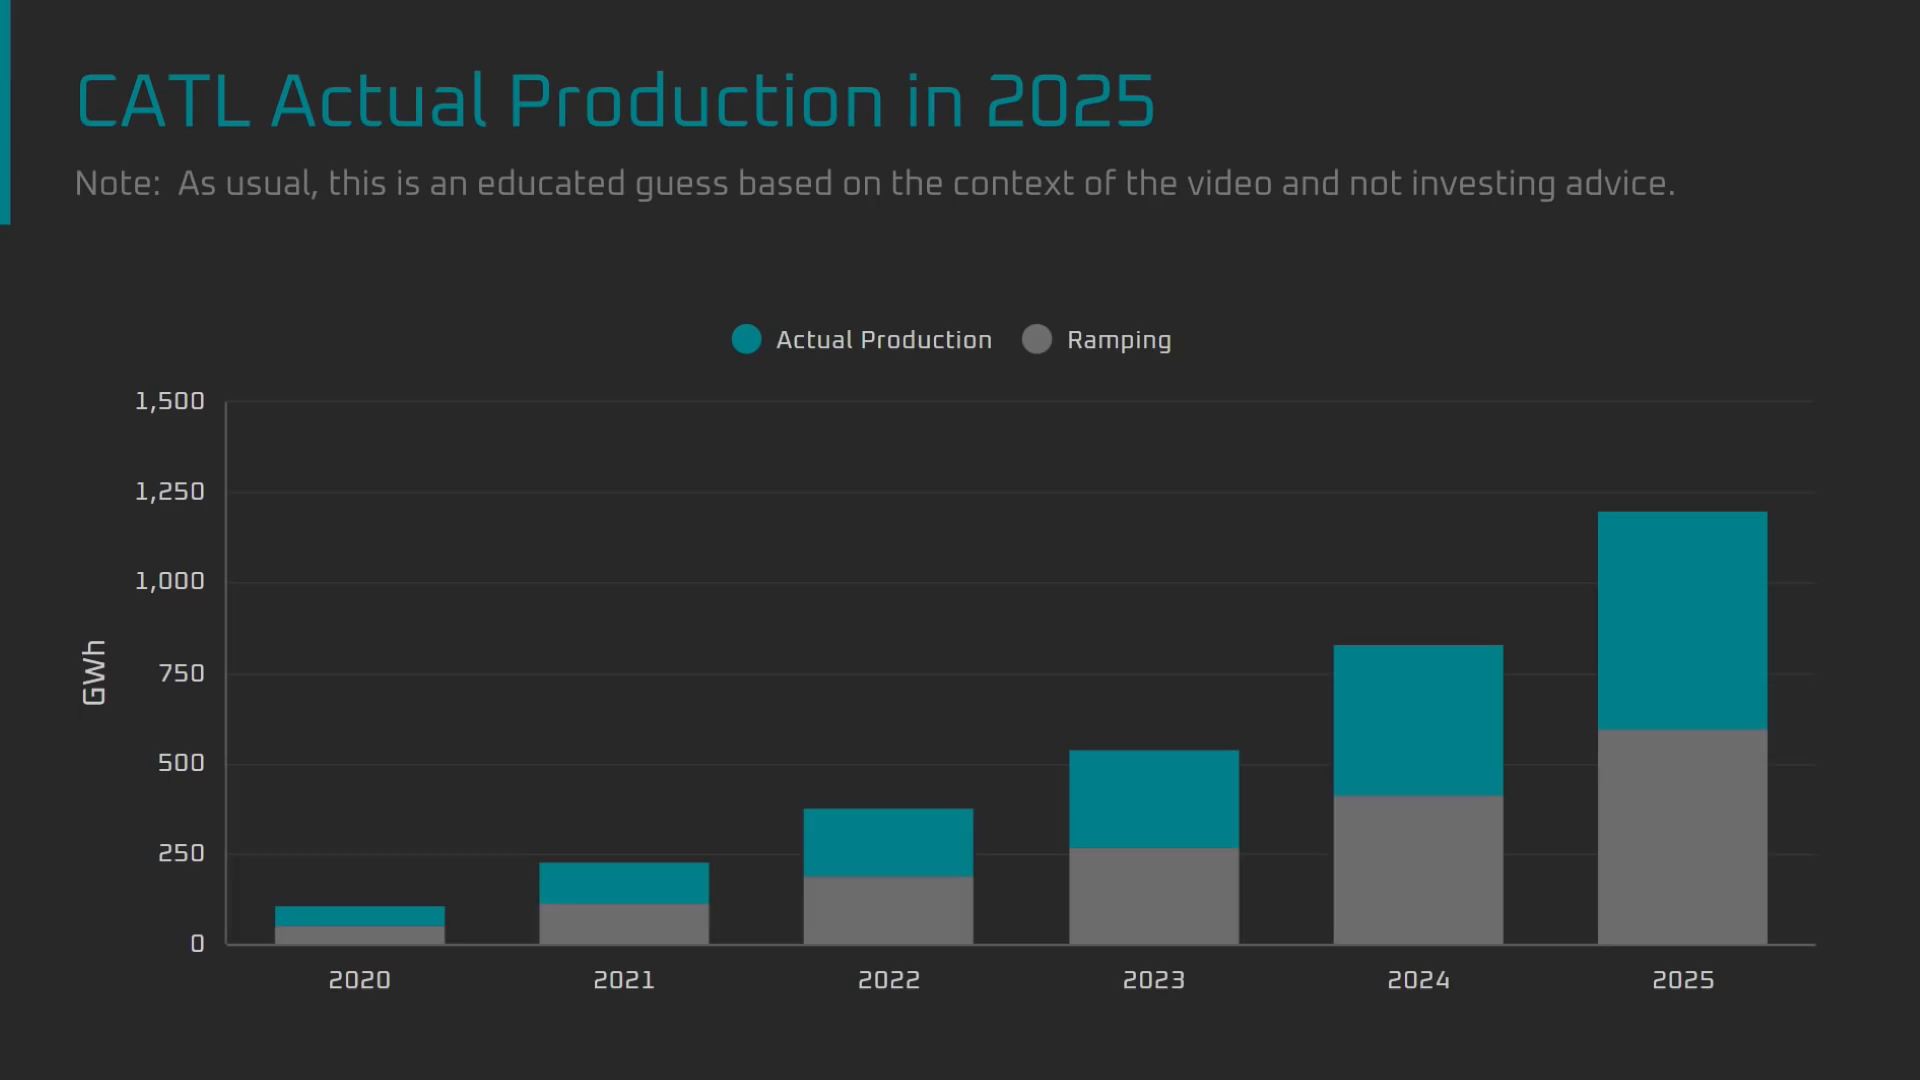 CATL Actual Production in 2025
Note: As usual, this is an educated guess based on the context of the video and not investing advice.
Actual Production Ramping
1,500
1,250
1,000
750
500
250
0
GWh
2020 2021 2022 2023 2024 2025